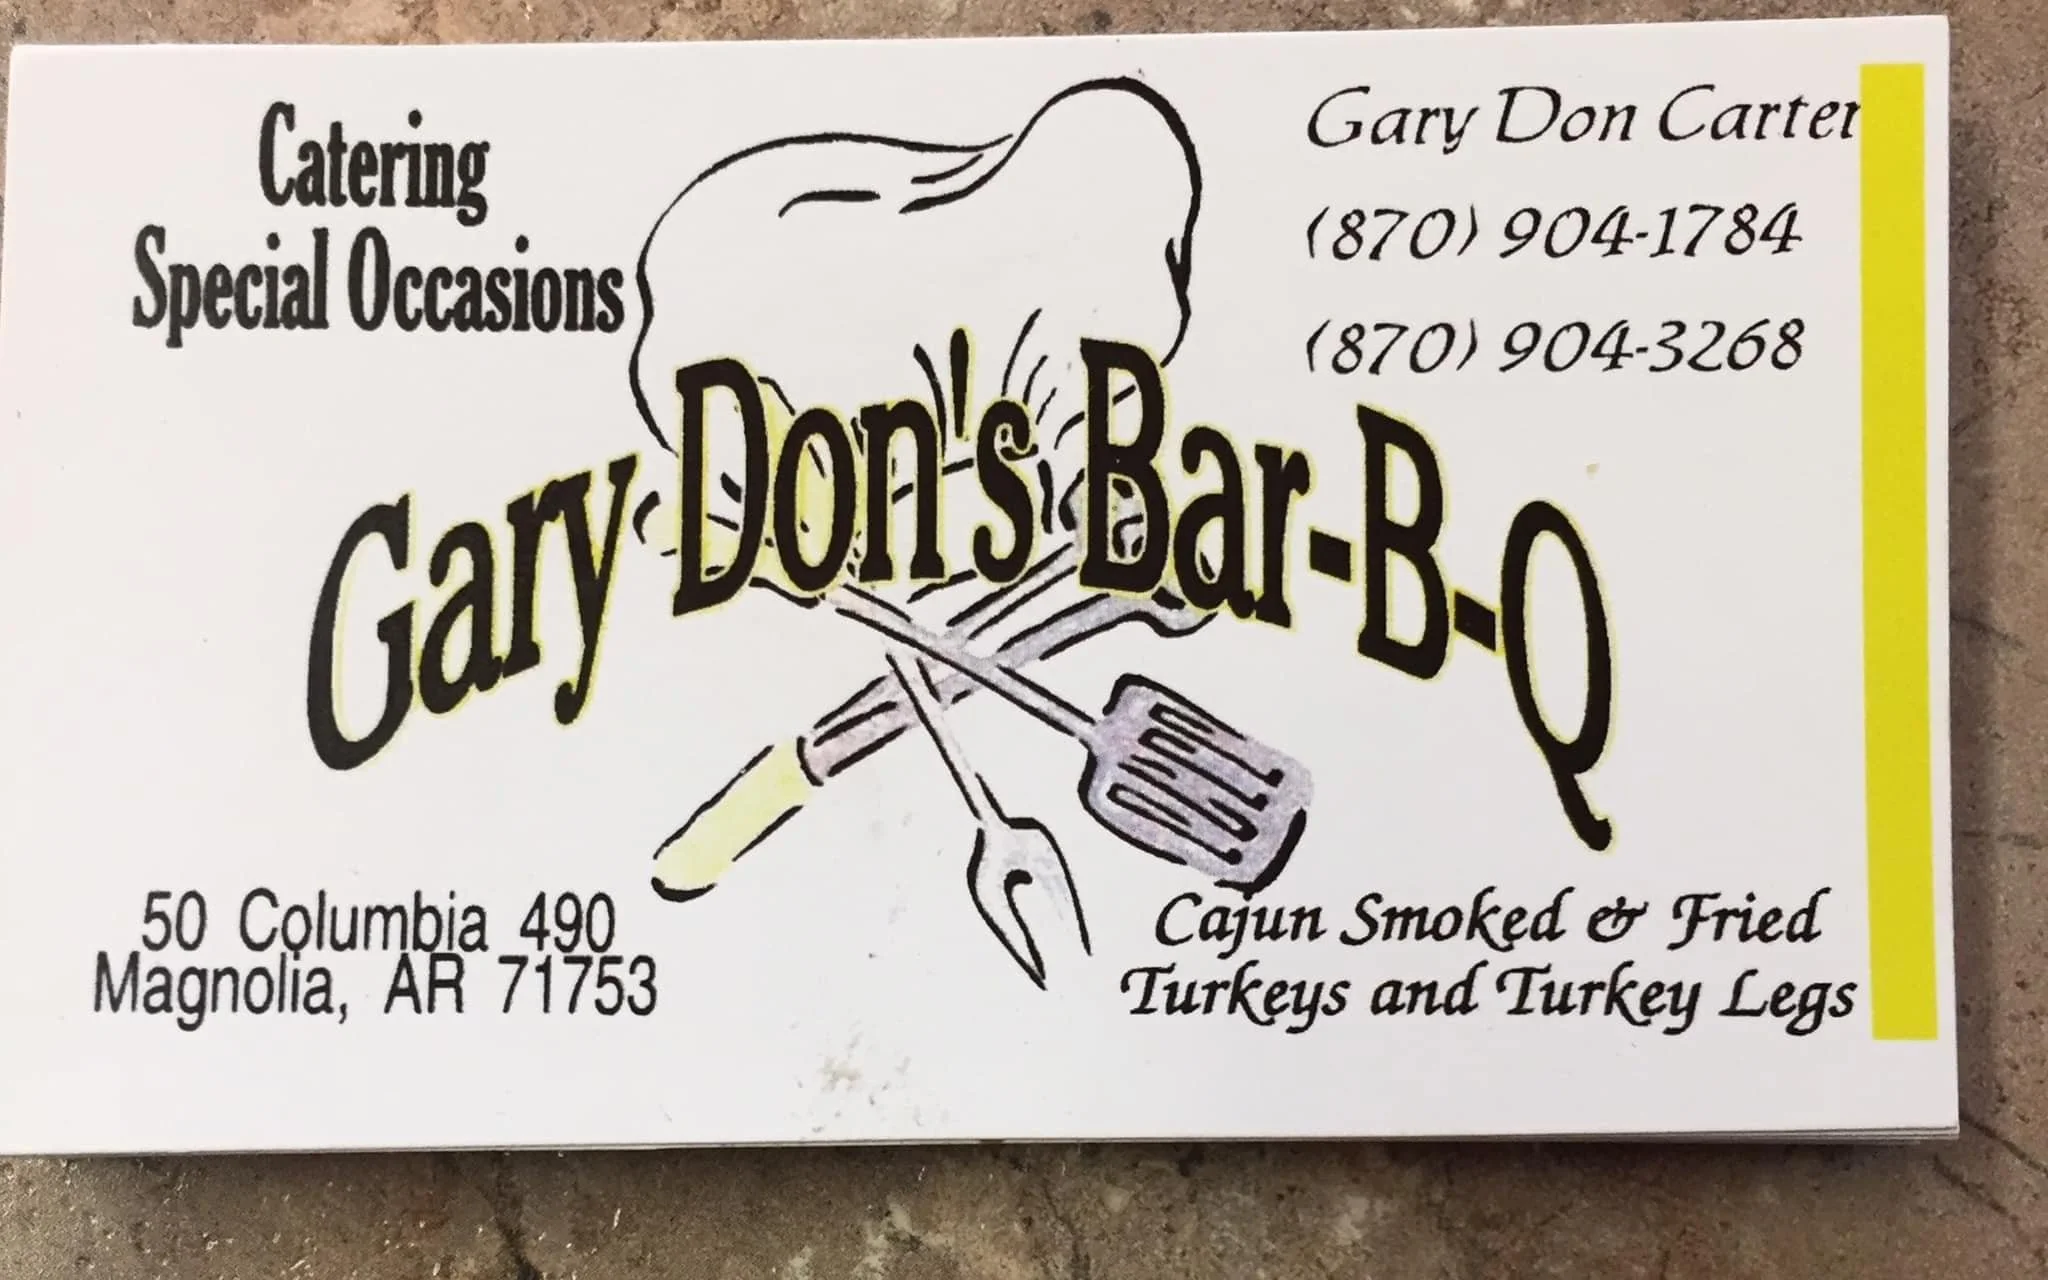 Catering
Special Occasions
Gary Don Carter
(870) 904-1784
(870) 904-3268
Gary Don's Bar-B-Q
50 Columbia 490
Magnolia, AR 71753
Cajun Smoked & Fried
Turkeys and Turkey Legs